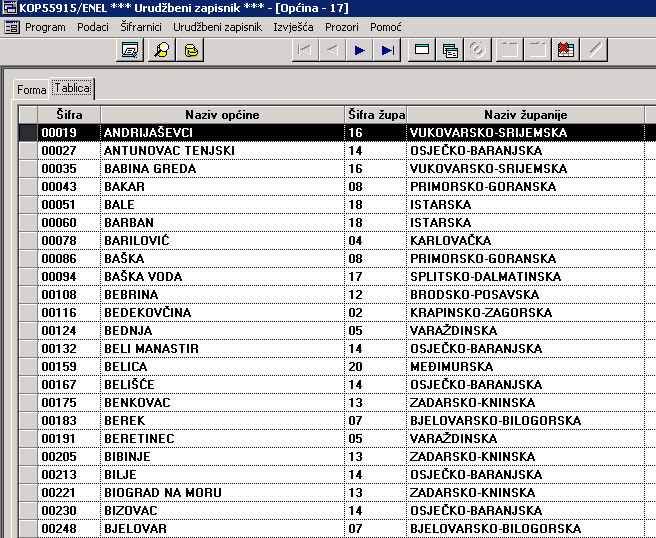 KOP55915/ENEL *** Urudžbeni zapisnik *** - [Općina - 17]
Program Podaci Šifrarnici Urudžbeni zapisnik Izvješća Prozori Pomoć
Forma Tablica
Šifra Naziv općine Šifra župa Naziv županije
00019 ANDRIJAŠEVCI 16 VUKOVARSKO-SRIJEMSKA
00027 ANTUNOVAC TENJSKI 14 OSJEČKO-BARANJSKA
00035 BABINA GREDA 16 VUKOVARSKO-SRIJEMSKA
00043 BAKAR 08 PRIMORSKO-GORANSKA
00051 BALE 18 ISTARSKA
00060 BARBAN 18 ISTARSKA
00078 BARILOVIĆ 04 KARLOVAČKA
00086 BAŠKA 08 PRIMORSKO-GORANSKA
00094 BAŠKA VODA 17 SPLITSKO-DALMATINSKA
00108 BEBRINA 12 BRODSKO-POSAVSKA
00116 BEDEKOVČINA 02 KRAPINSKO-ZAGORSKA
00124 BEDNJA 05 VARAŽDINSKA
00132 BELI MANASTIR 14 OSJEČKO-BARANJSKA
00159 BELICA 20 MEĐIMURSKA
00167 BELIŠĆE 14 OSJEČKO-BARANJSKA
00175 BENKOVAC 13 ZADARSKO-KNINSKA
00183 BEREK 07 BJELOVARSKO-BILOGORSKA
00191 BERETINEC 05 VARAŽDINSKA
00205 BIBINJE 13 ZADARSKO-KNINSKA
00213 BILJE 14 OSJEČKO-BARANJSKA
00221 BIOGRAD NA MORU 13 ZADARSKO-KNINSKA
00230 BIZOVAC 14 OSJEČKO-BARANJSKA
00248 BJELOVAR 07 BJELOVARSKO-BILOGORSKA